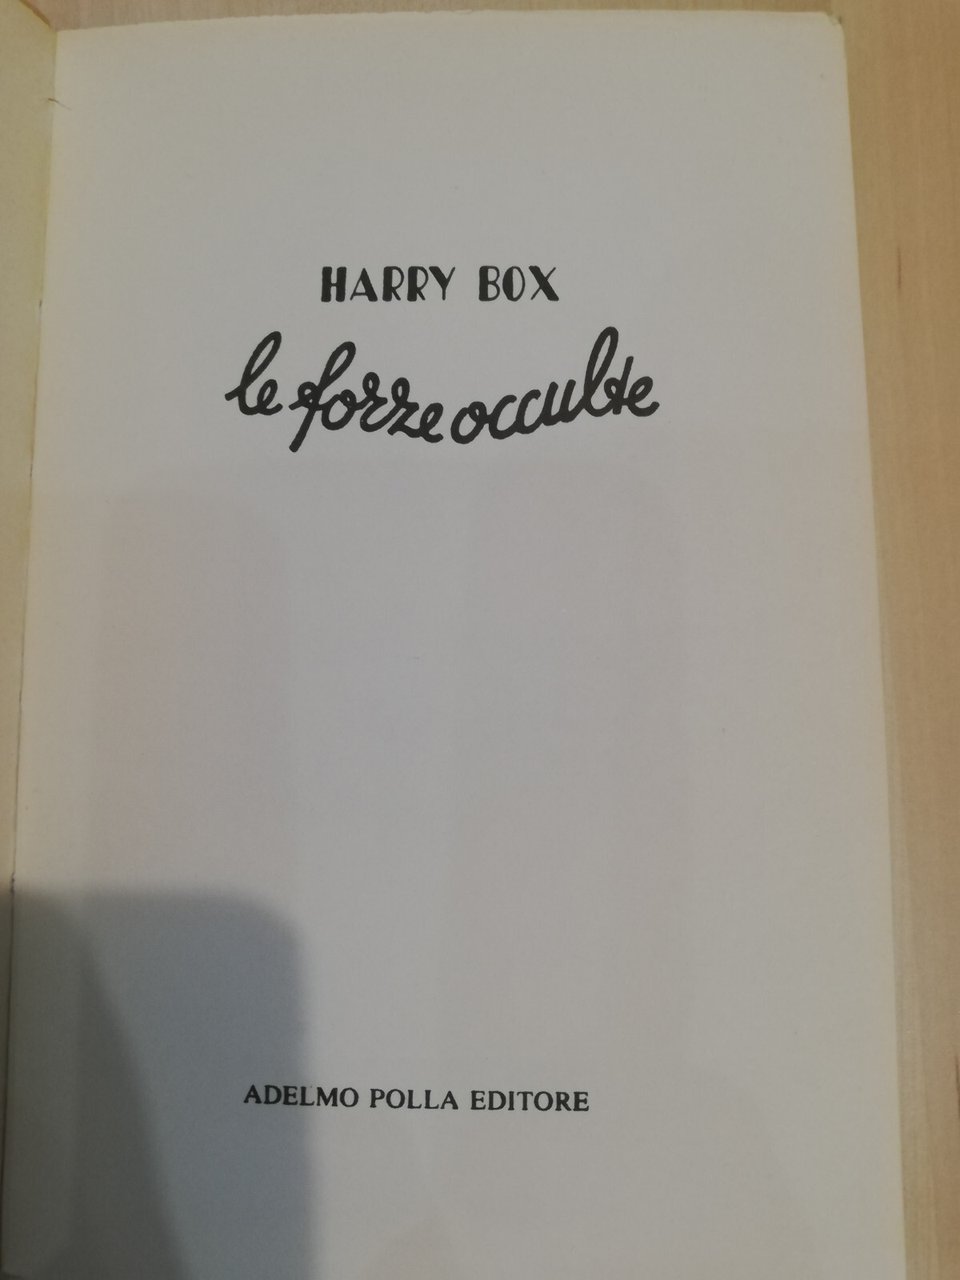 HARRY BOX
le forze occulte
ADELMO POLLA EDITORE